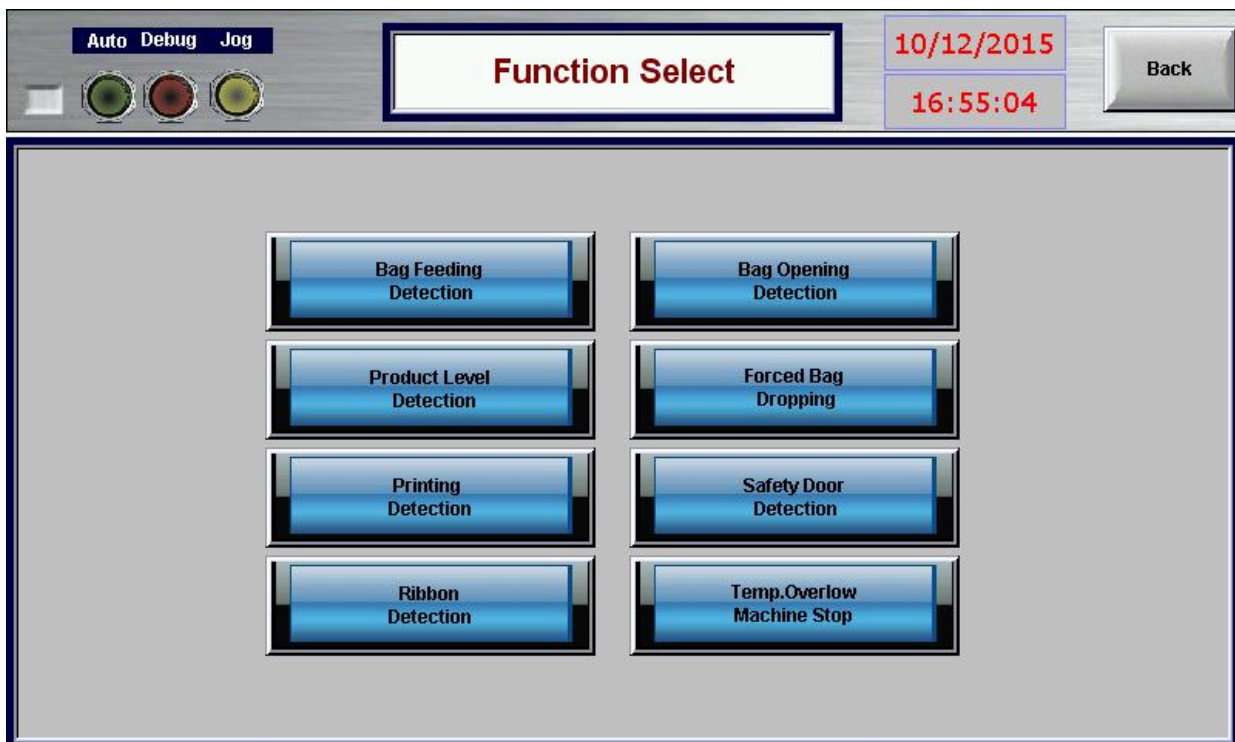 Auto Debug Jog
Function Select
10/12/2015
16:55:04
Back
Bag Feeding
Detection
Bag Opening
Detection
Product Level
Detection
Forced Bag
Dropping
Printing
Detection
Safety Door
Detection
Ribbon
Detection
Temp.Overlow
Machine Stop